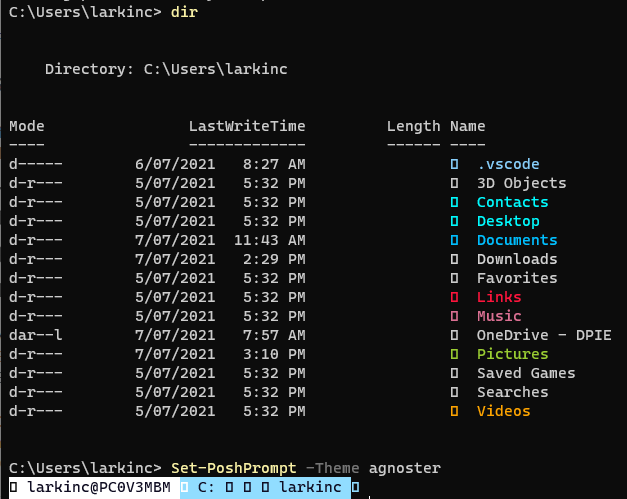 C:\Users\larkinc> dir
Directory: C:\Users\larkinc
Mode LastWriteTime Length Name
---- ------------- ------ ----
d----- 6/07/2021 8:27 AM ▯ .vscode
d-r--- 5/07/2021 5:32 PM ▯ 3D Objects
d-r--- 5/07/2021 5:32 PM ▯ Contacts
d-r--- 5/07/2021 5:32 PM ▯ Desktop
d-r--- 7/07/2021 11:43 AM ▯ Documents
d-r--- 7/07/2021 2:29 PM ▯ Downloads
d-r--- 5/07/2021 5:32 PM ▯ Favorites
d-r--- 5/07/2021 5:32 PM ▯ Links
d-r--- 5/07/2021 5:32 PM ▯ Music
dar--l 7/07/2021 7:57 AM ▯ OneDrive - DPIE
d-r--- 7/07/2021 3:10 PM ▯ Pictures
d-r--- 5/07/2021 5:32 PM ▯ Saved Games
d-r--- 5/07/2021 5:32 PM ▯ Searches
d-r--- 5/07/2021 5:32 PM ▯ Videos
C:\Users\larkinc> Set-PoshPrompt -Theme agnoster
▯ larkinc@PC0V3MBM ▯ C: ▯ ▯ ▯ larkinc ▯